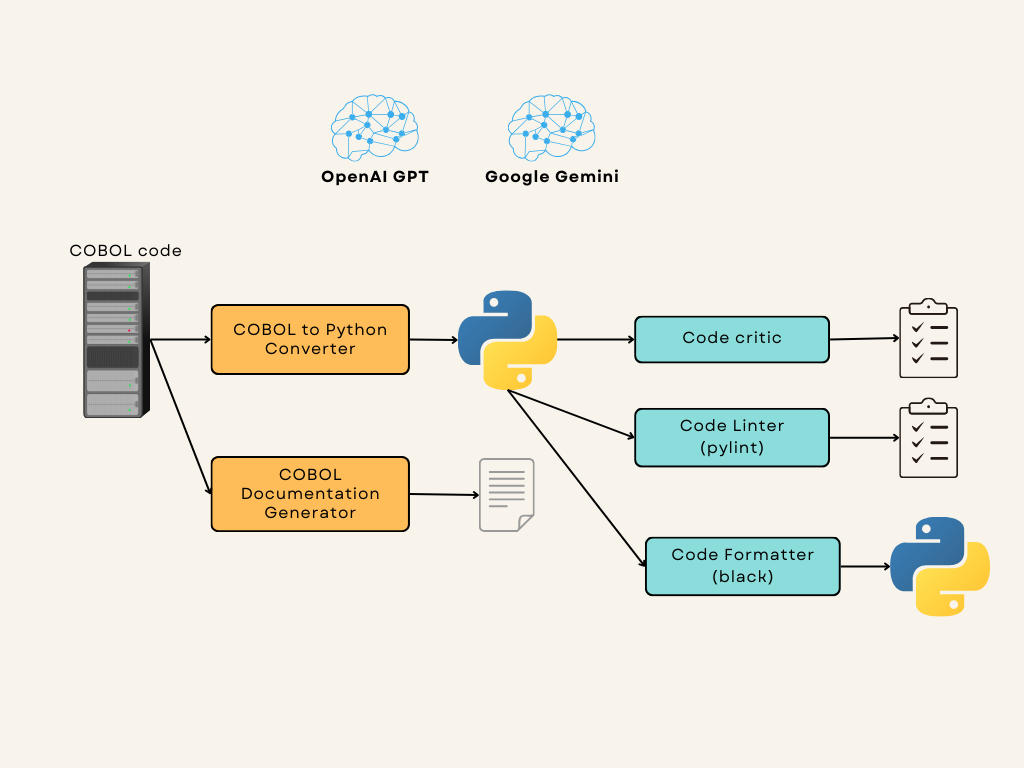 OpenAI GPT
Google Gemini
COBOL code
COBOL to Python
Converter
Code critic
Code Linter
(pylint)
COBOL
Documentation
Generator
Code Formatter
(black)